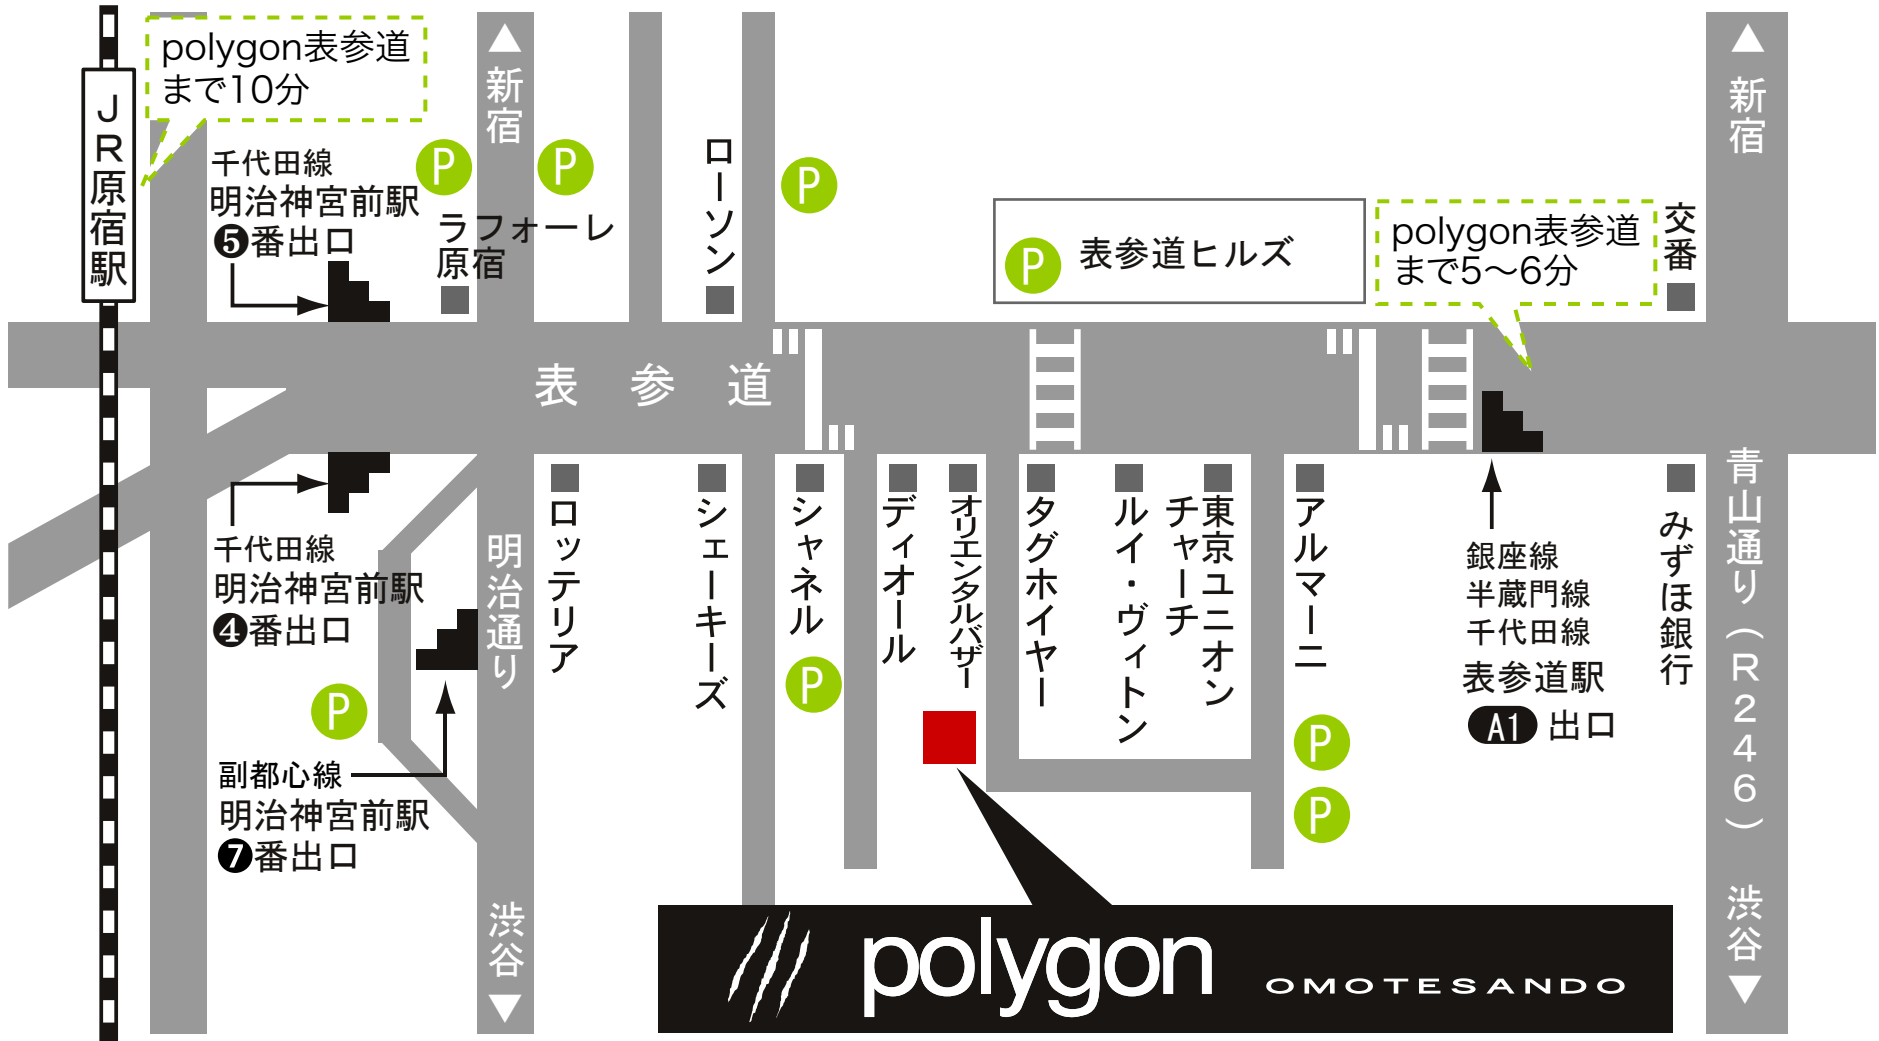 polygon表参道
まで10分
JR原宿駅
千代田線
明治神宮前駅
❺番出口
▲
新宿
P
P
ラフォーレ
原宿
ローソン
P
P 表参道ヒルズ
polygon表参道
まで5〜6分
交番
▲
新宿
表参道
千代田線
明治神宮前駅
❹番出口
P
副都心線
明治神宮前駅
❼番出口
明治通り
渋谷
▼
ロッテリア
シェーキーズ
シャネル
P
ディオール
オリエンタルバザー
タグホイヤー
ルイ・ヴィトン
東京ユニオン
チャーチ
アルマーニ
P
P
銀座線
半蔵門線
千代田線
表参道駅
A1 出口
みずほ銀行
青山通り(R246)
渋谷
▼
polygon OMOTESANDO